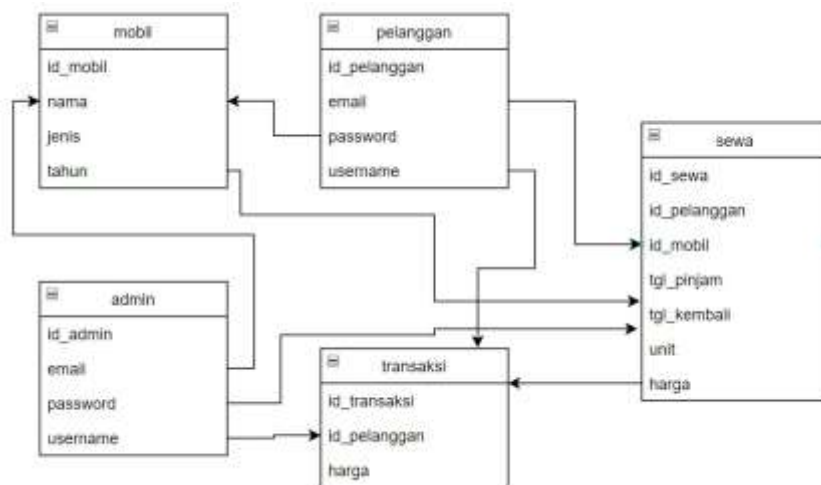 mobil
id_mobil
nama
jenis
tahun
pelanggan
id_pelanggan
email
password
username
sewa
id_sewa
id_pelanggan
id_mobil
tgl_pinjam
tgl_kembali
unit
harga
admin
id_admin
email
password
username
transaksi
id_transaksi
id_pelanggan
harga